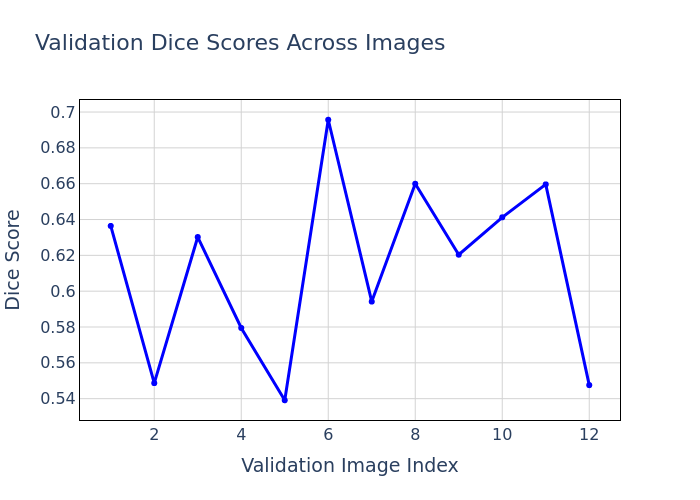 Validation Dice Scores Across Images
0.7
0.68
0.66
0.64
0.62
0.6
0.58
0.56
0.54
Dice Score
2 4 6 8 10 12
Validation Image Index